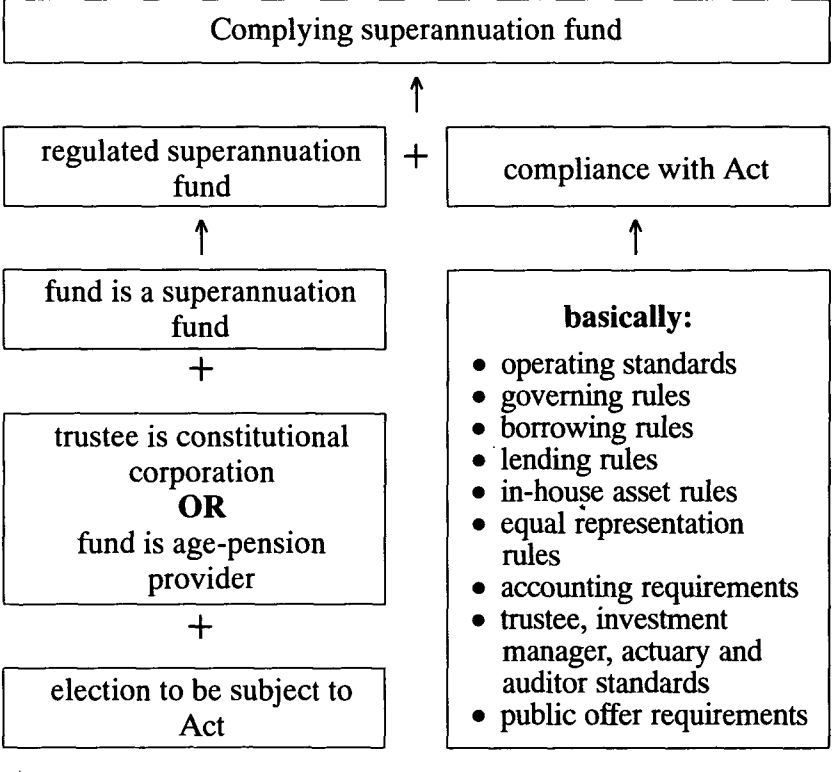 Complying superannuation fund
↑
regulated superannuation
fund
+
compliance with Act
↑
↑
fund is a superannuation
fund
+
trustee is constitutional
corporation
OR
fund is age-pension
provider
+
election to be subject to
Act
basically:
• operating standards
• governing rules
• borrowing rules
• lending rules
• in-house asset rules
• equal representation
rules
• accounting requirements
• trustee, investment
manager, actuary and
auditor standards
• public offer requirements